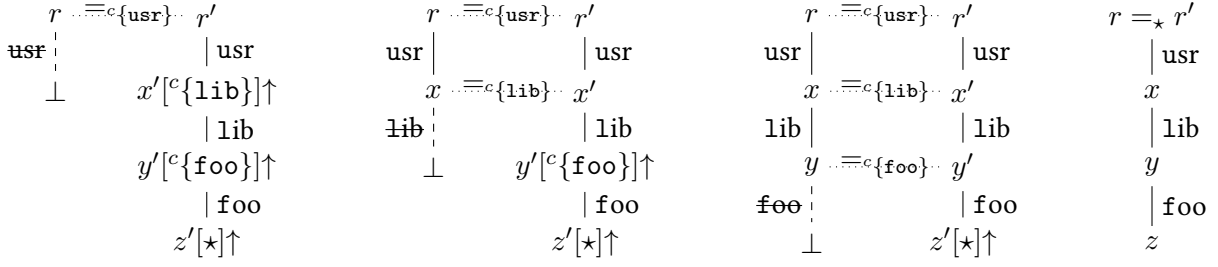 r =ᶜ{usr} r′ r =ᶜ{usr} r′ r =ᶜ{usr} r′ r =⋆ r′
usr usr usr usr usr usr usr
⊥ x′[ᶜ{lib}]↑ x =ᶜ{lib} x′ x =ᶜ{lib} x′ x
lib lib lib lib lib lib
y′[ᶜ{foo}]↑ ⊥ y′[ᶜ{foo}]↑ y =ᶜ{foo} y′ y
foo foo foo foo foo
z′[⋆]↑ z′[⋆]↑ ⊥ z′[⋆]↑ z